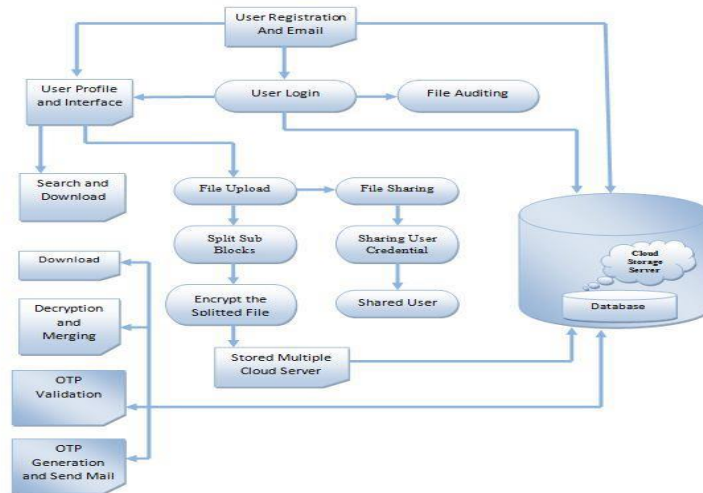 User Registration
And Email
User Profile
and Interface
User Login
File Auditing
Search and
Download
File Upload
File Sharing
Split Sub
Blocks
Sharing User
Credential
Cloud
Storage
Server
Download
Encrypt the
Splitted File
Shared User
Database
Decryption
and
Merging
Stored Multiple
Cloud Server
OTP
Validation
OTP
Generation
and Send Mail